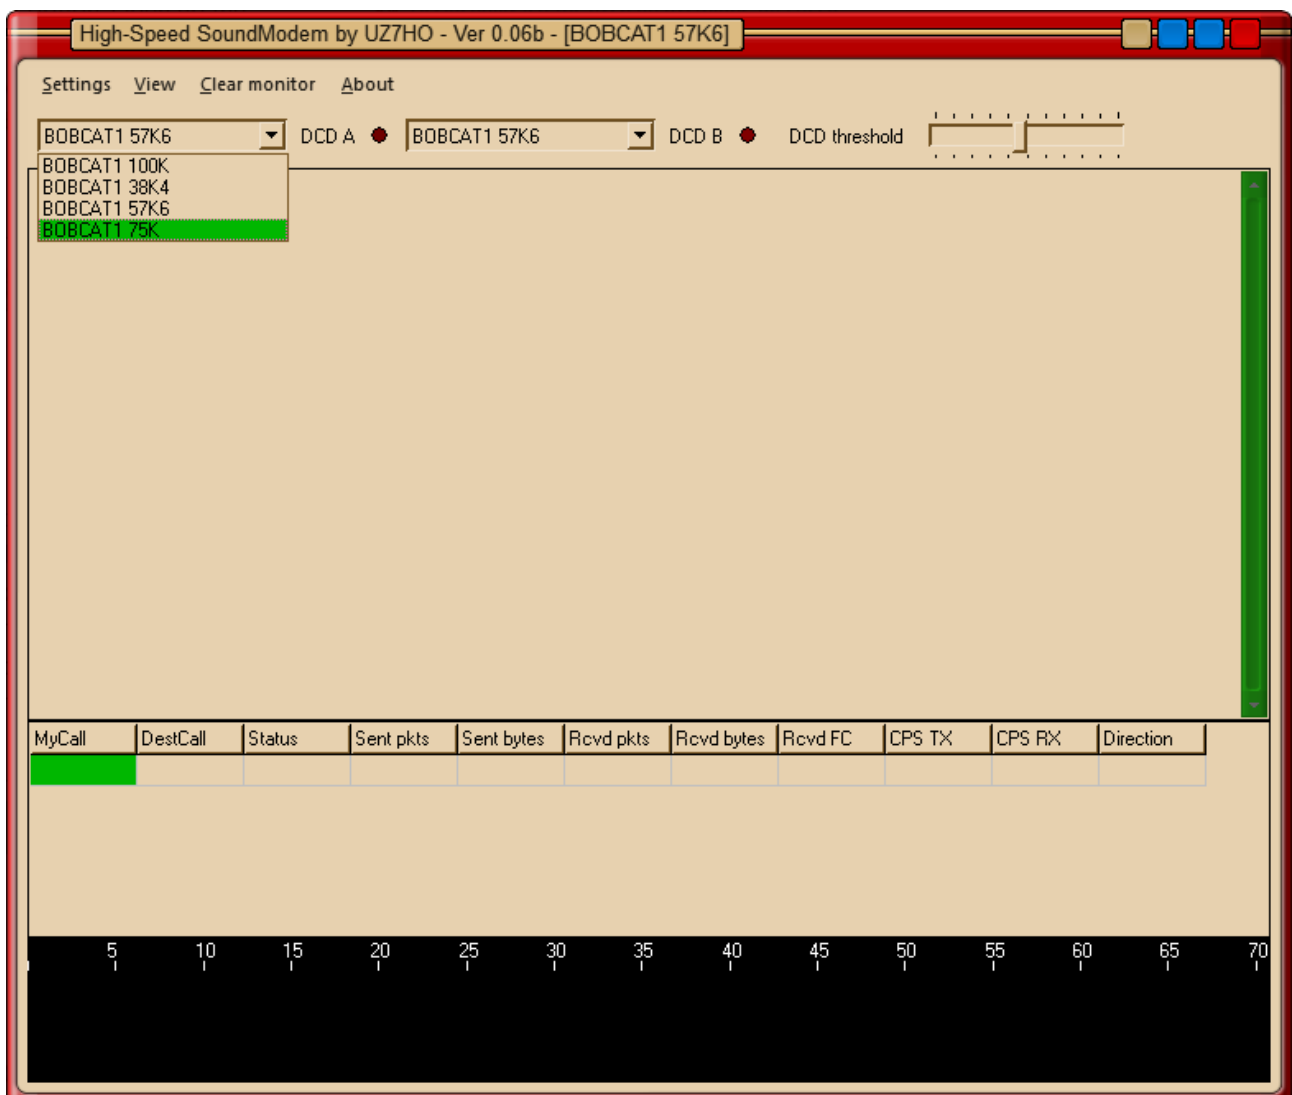 High-Speed SoundModem by UZ7HO - Ver 0.06b - [BOBCAT1 57K6]
Settings View Clear monitor About
BOBCAT1 57K6 DCD A BOBCAT1 57K6 DCD B DCD threshold
BOBCAT1 100K
BOBCAT1 38K4
BOBCAT1 57K6
BOBCAT1 75K
MyCall DestCall Status Sent pkts Sent bytes Rcvd pkts Rcvd bytes Rcvd FC CPS TX CPS RX Direction
5 10 15 20 25 30 35 40 45 50 55 60 65 70